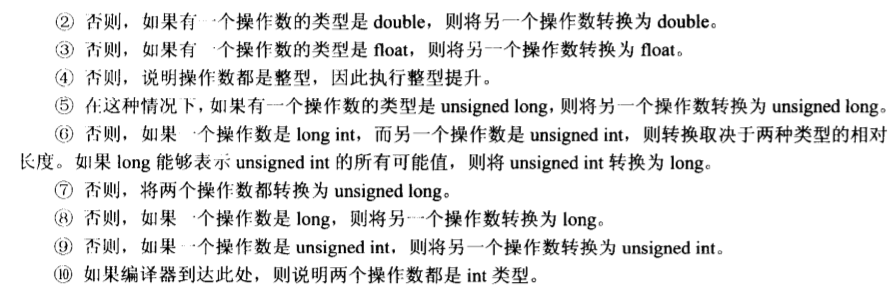 ② 否则，如果有一个操作数的类型是 double，则将另一个操作数转换为 double。
③ 否则，如果有一个操作数的类型是 float，则将另一个操作数转换为 float。
④ 否则，说明操作数都是整型，因此执行整型提升。
⑤ 在这种情况下，如果有一个操作数的类型是 unsigned long，则将另一个操作数转换为 unsigned long。
⑥ 否则，如果一个操作数是 long int，而另一个操作数是 unsigned int，则转换取决于两种类型的相对
长度。如果 long 能够表示 unsigned int 的所有可能值，则将 unsigned int 转换为 long。
⑦ 否则，将两个操作数都转换为 unsigned long。
⑧ 否则，如果一个操作数是 long，则将另一个操作数转换为 long。
⑨ 否则，如果一个操作数是 unsigned int，则将另一个操作数转换为 unsigned int。
⑩ 如果编译器到达此处，则说明两个操作数都是 int 类型。